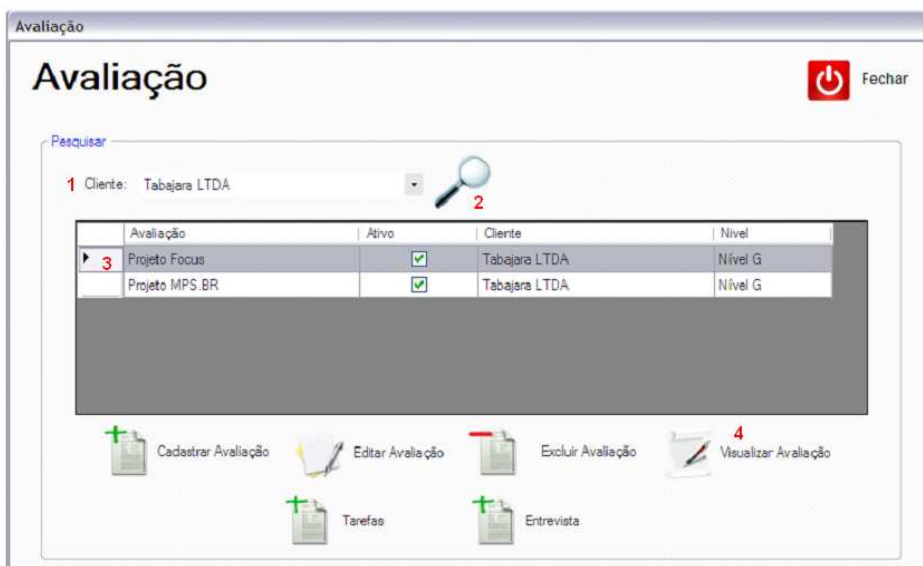 Avaliação
Avaliação
Fechar
Pesquisar
1 Cliente: Tabajara LTDA
2
Avaliação Ativo Cliente Nivel
3 Projeto Focus Tabajara LTDA Nível G
Projeto MPS.BR Tabajara LTDA Nível G
4
Cadastrar Avaliação Editar Avaliação Excluir Avaliação Visualizar Avaliação
Tarefas Entrevista